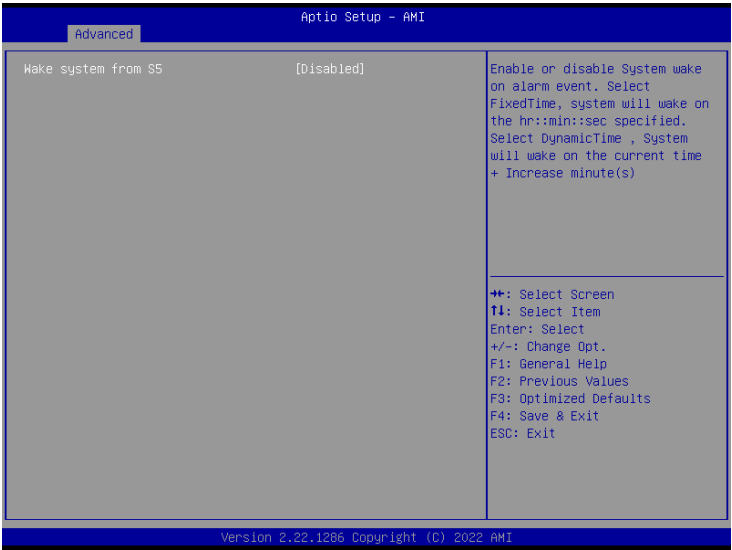 Aptio Setup – AMI
Advanced
Wake system from S5 [Disabled]
Enable or disable System wake
on alarm event. Select
FixedTime, system will wake on
the hr::min::sec specified.
Select DynamicTime , System
will wake on the current time
+ Increase minute(s)
→←: Select Screen
↑↓: Select Item
Enter: Select
+/-: Change Opt.
F1: General Help
F2: Previous Values
F3: Optimized Defaults
F4: Save & Exit
ESC: Exit
Version 2.22.1286 Copyright (C) 2022 AMI